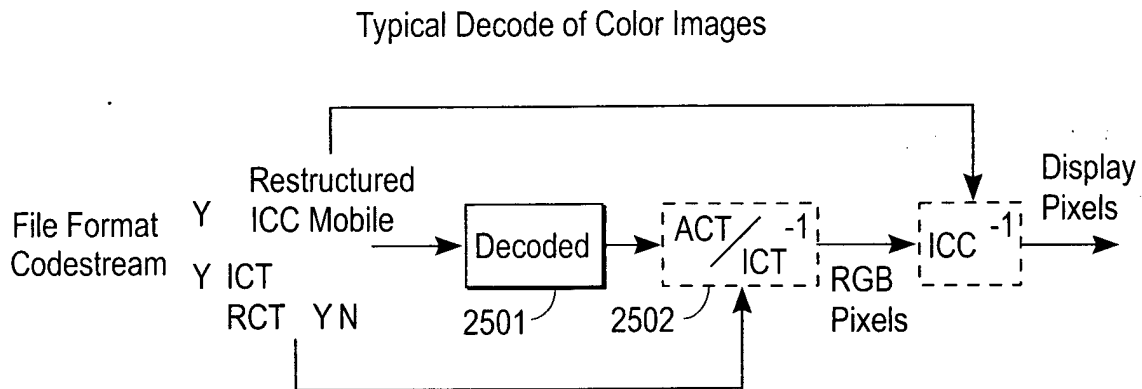 Typical Decode of Color Images
File Format
Codestream
Y
Restructured
ICC Mobile
Y ICT
RCT Y N
Decoded
2501
ACT/ICT -1
2502
RGB
Pixels
ICC -1
Display
Pixels